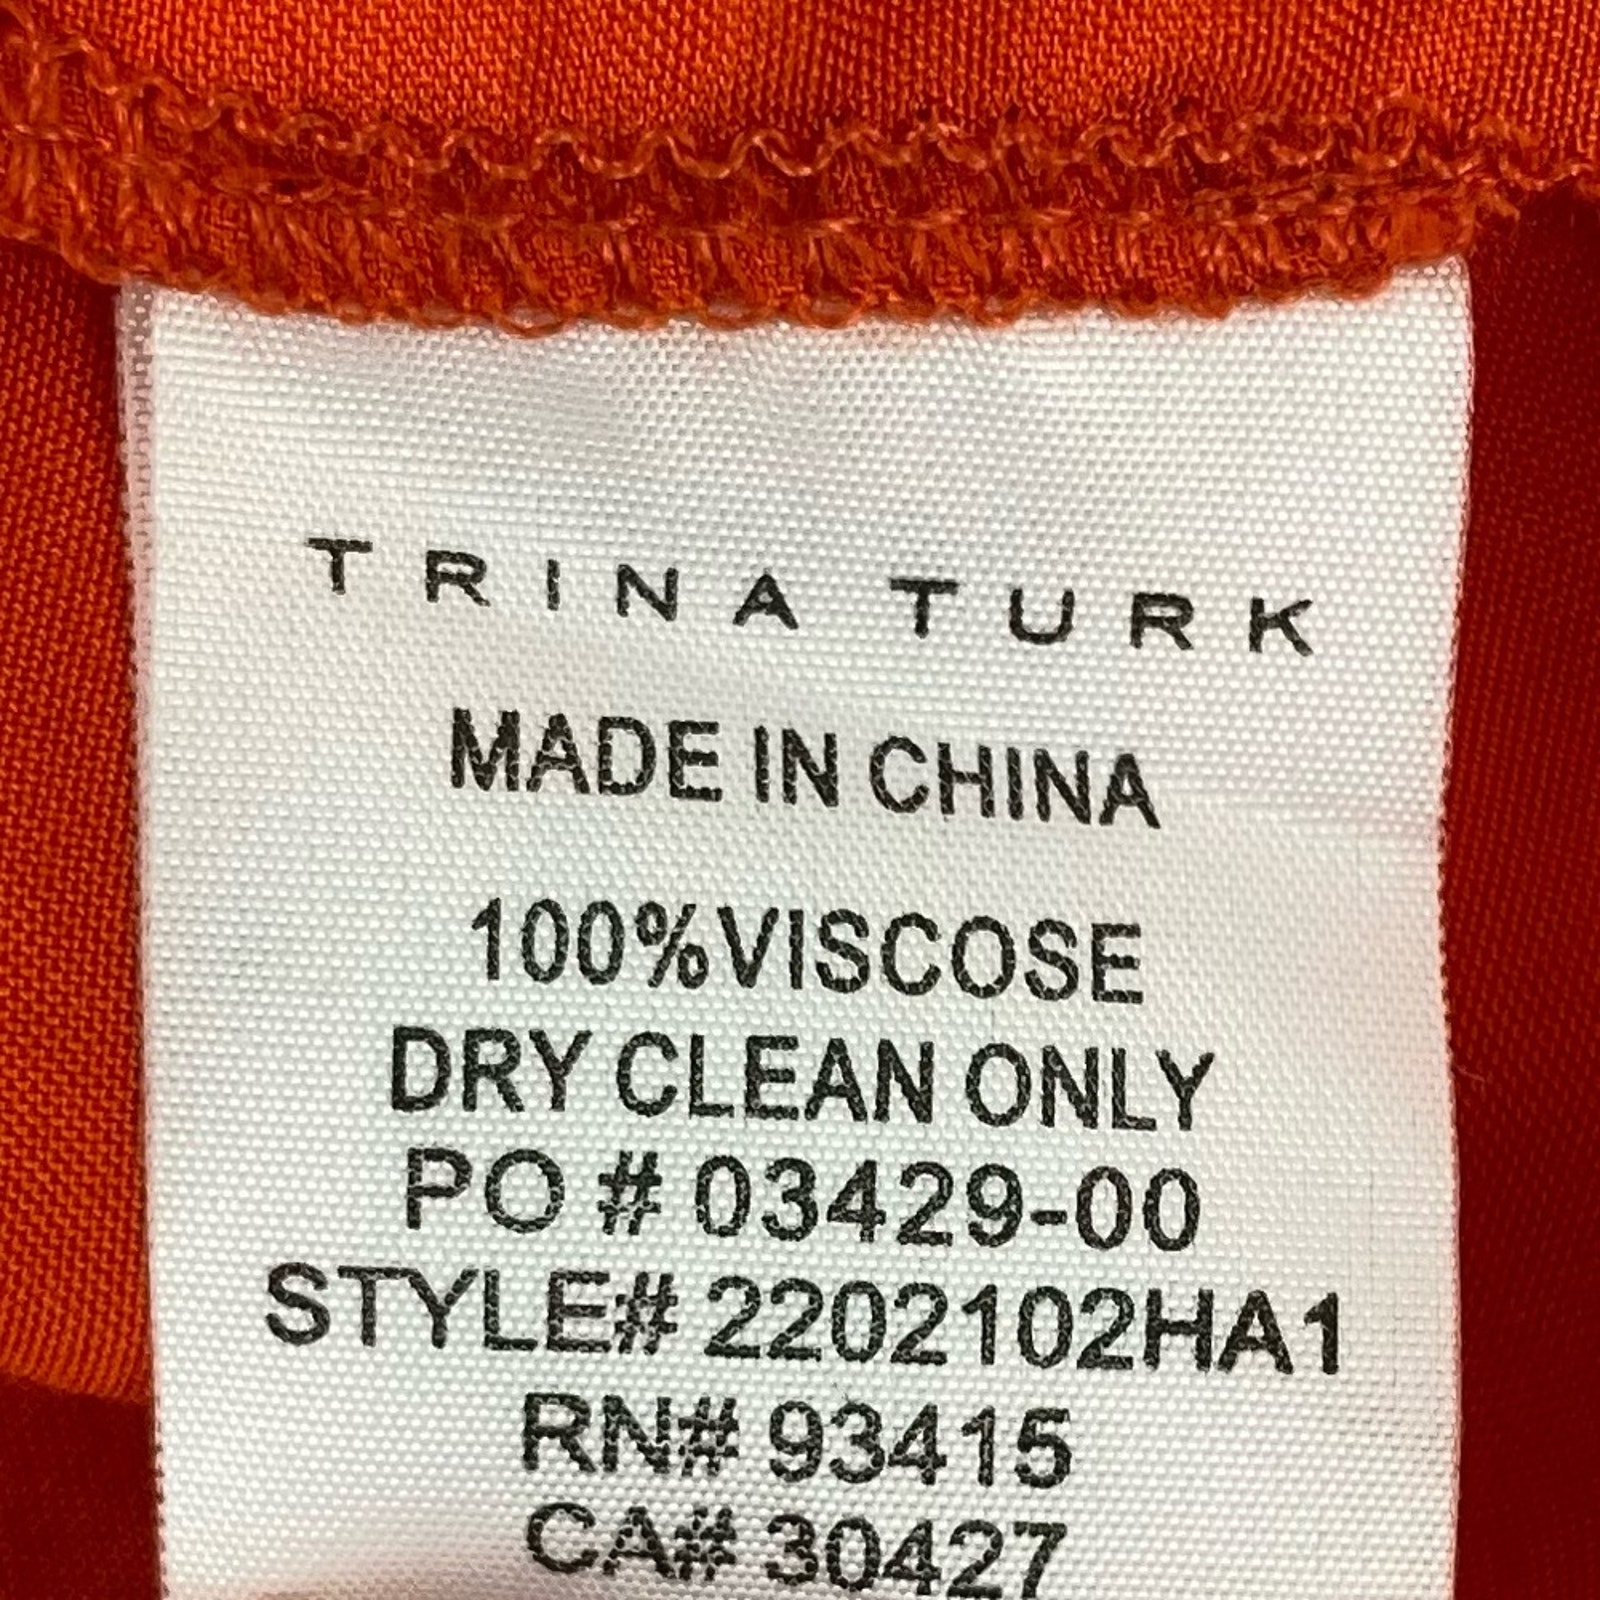 TRINA TURK
MADE IN CHINA
100%VISCOSE
DRY CLEAN ONLY
PO # 03429-00
STYLE# 2202102HA1
RN# 93415
CA# 30427